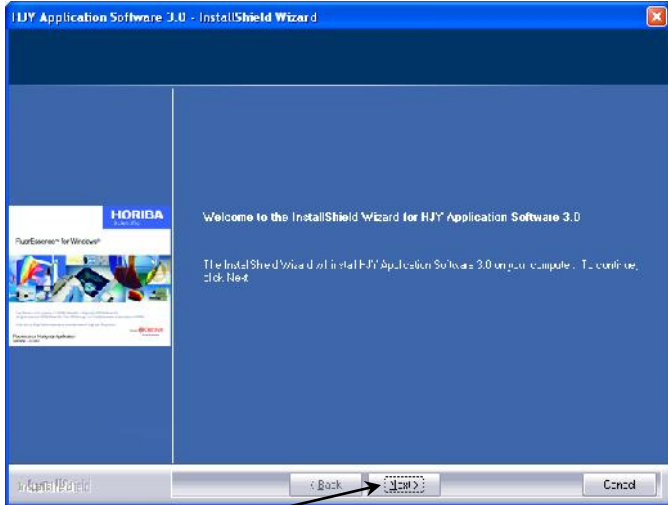 HJY Application Software 3.0 - InstallShield Wizard
HORIBA
Scientific
FluorEssence™ for Windows®
Welcome to the InstallShield Wizard for HJY Application Software 3.0
The InstallShield Wizard will install HJY Application Software 3.0 on your computer. To continue,
click Next.
HORIBA
InstallShield
< Back
Next >
Cancel